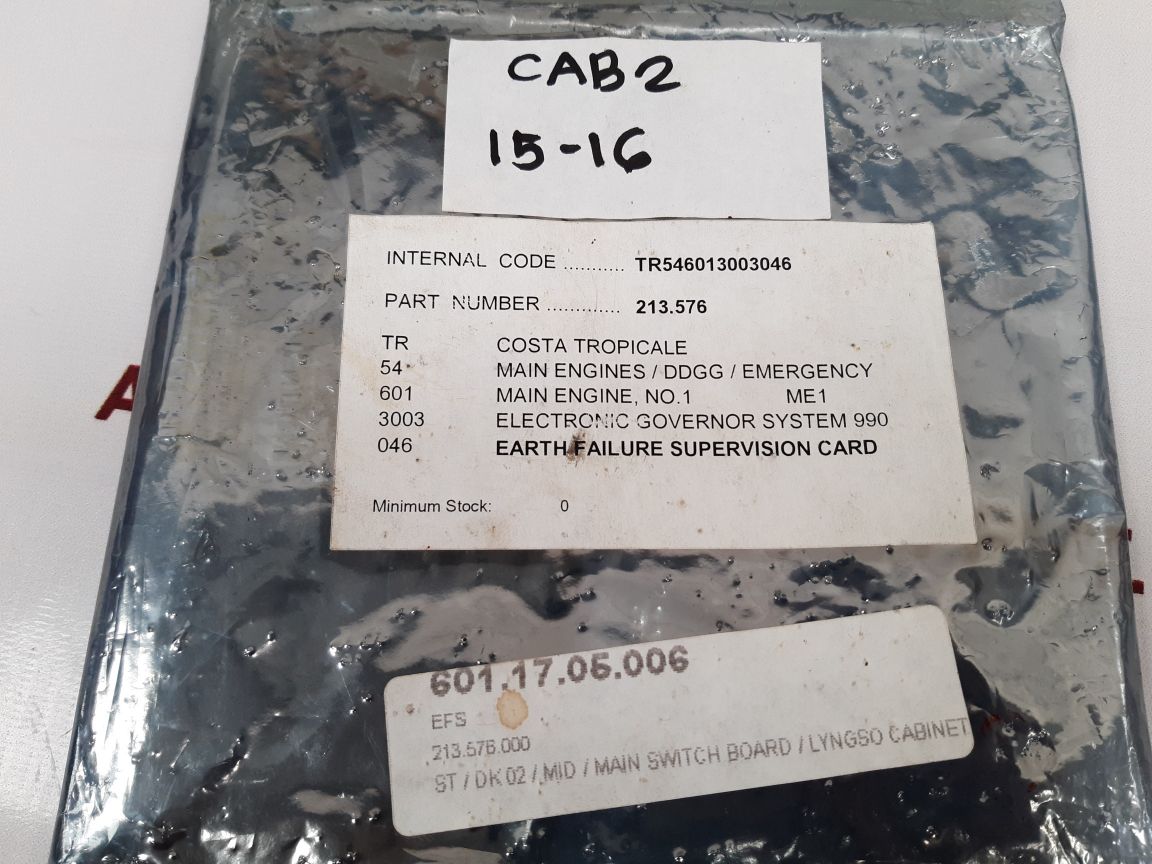 CAB2
15-16
INTERNAL CODE ........... TR546013003046
PART NUMBER .............. 213.576
TR COSTA TROPICALE
54 MAIN ENGINES / DDGG / EMERGENCY
601 MAIN ENGINE, NO.1 ME1
3003 ELECTRONIC GOVERNOR SYSTEM 990
046 EARTH FAILURE SUPERVISION CARD
Minimum Stock: 0
A
601.17.05.006
EFS
213.576.000
ST / DK 02 / MID / MAIN SWITCH BOARD / LYNGSO CABINET